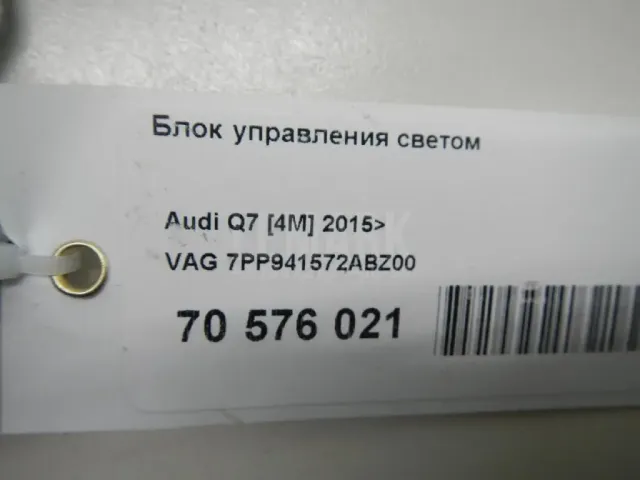 Блок управления светом
Audi Q7 [4M] 2015>
VAG 7PP941572ABZ00
70 576 021